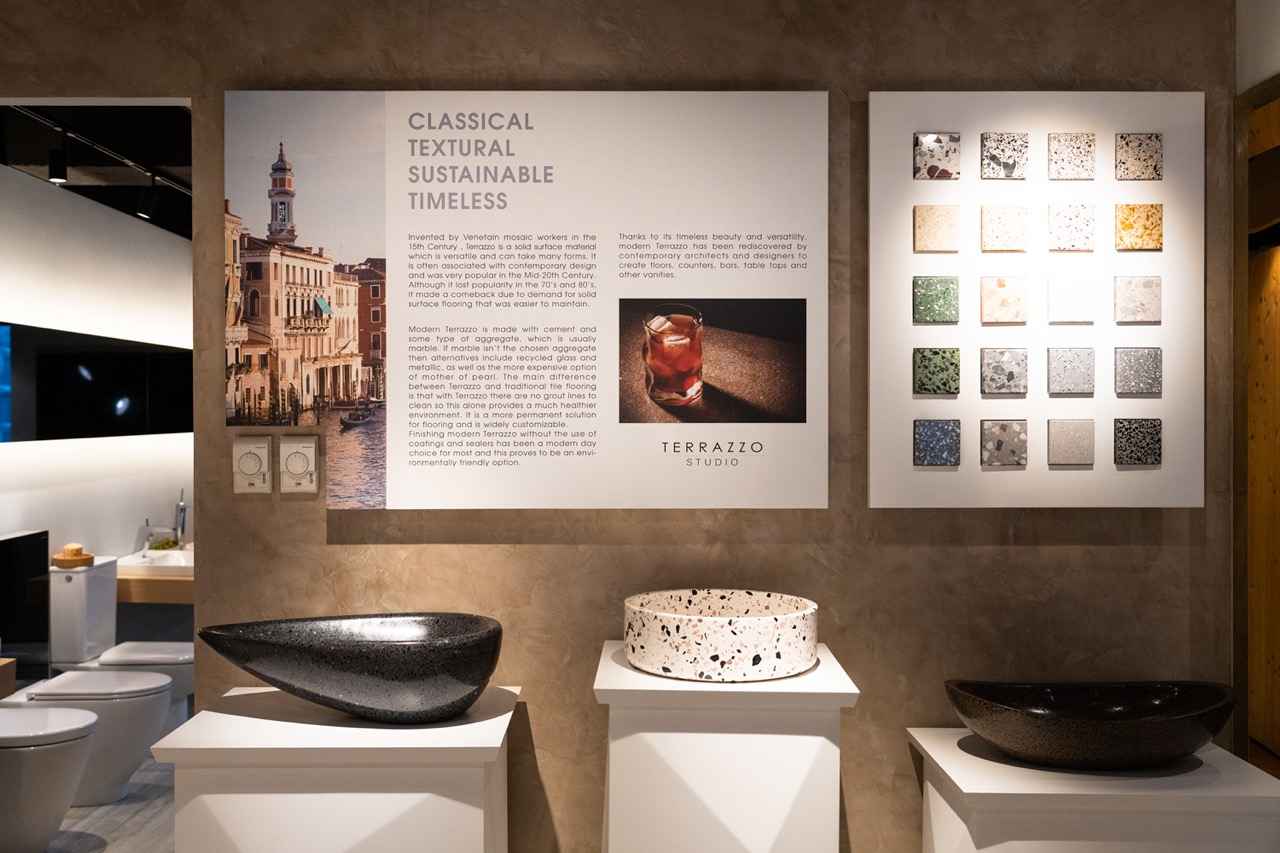 CLASSICAL
TEXTURAL
SUSTAINABLE
TIMELESS
Invented by Venetain mosaic workers in the
15th Century , Terrazzo is a solid surface material
which is versatile and can take many forms. It
is often associated with contemporary design
and was very popular in the Mid-20th Century.
Although it lost popularity in the 70's and 80's,
it made a comeback due to demand for solid
surface flooring that was easier to maintain.
Modern Terrazzo is made with cement and
some type of aggregate, which is usually
marble. If marble isn't the chosen aggregate
then alternatives include recycled glass and
metallic, as well as the more expensive option
of mother of pearl. The main difference
between Terrazzo and traditional tile flooring
is that with Terrazzo there are no grout lines to
clean so this alone provides a much healthier
environment. It is a more permanent solution
for flooring and is widely customizable.
Finishing modern Terrazzo without the use of
coatings and sealers has been a modern day
choice for most and this proves to be an envi-
ronmentally friendly option.
Thanks to its timeless beauty and versatility,
modern Terrazzo has been rediscovered by
contemporary architects and designers to
create floors, counters, bars, table tops and
other vanities.
TERRAZZO
STUDIO